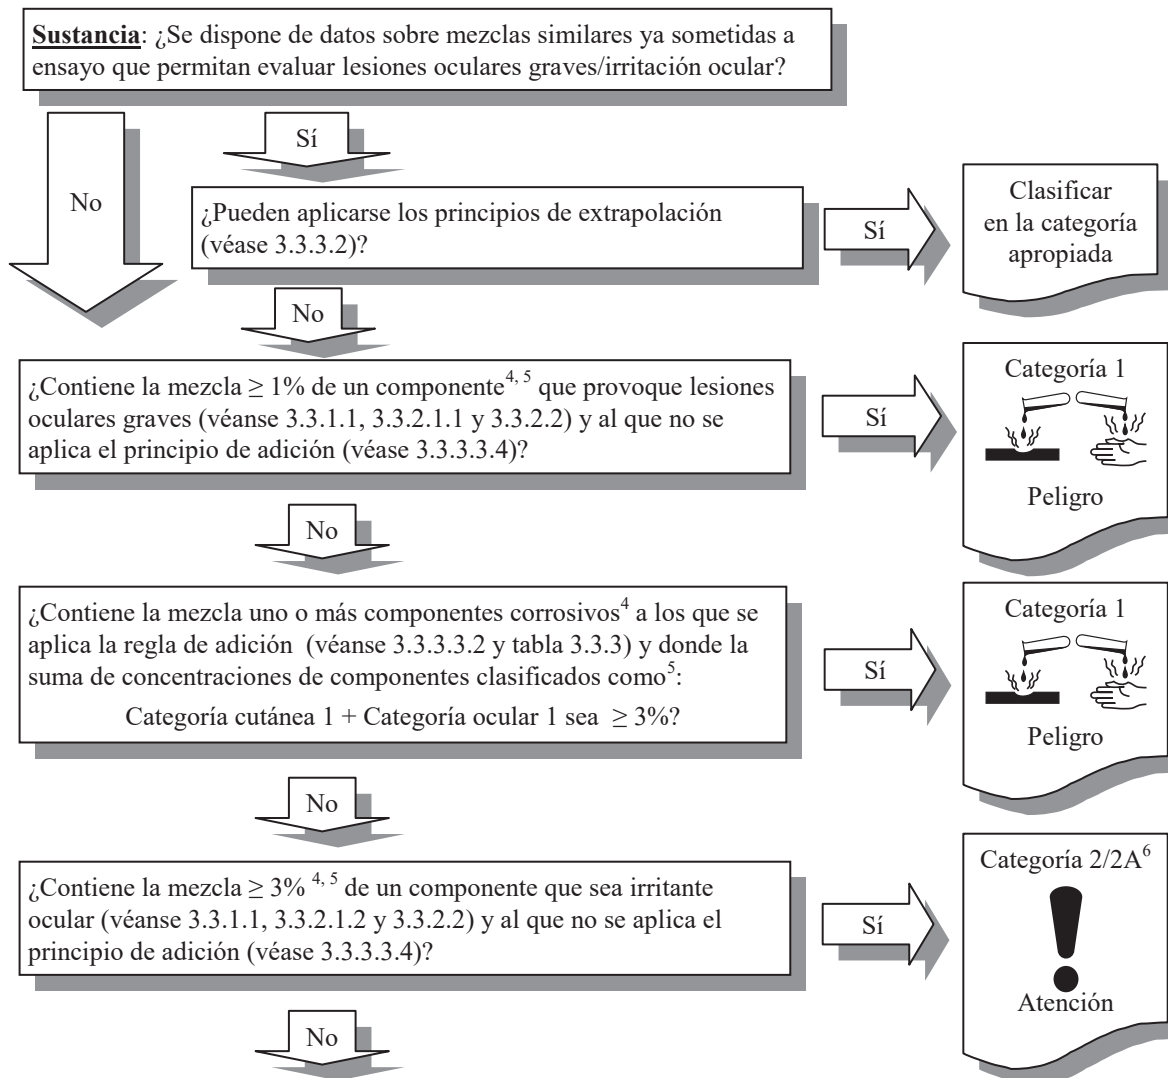 Sustancia: ¿Se dispone de datos sobre mezclas similares ya sometidas a
ensayo que permitan evaluar lesiones oculares graves/irritación ocular?
No
Sí
¿Pueden aplicarse los principios de extrapolación
(véase 3.3.3.2)?
Sí
Clasificar
en la categoría
apropiada
No
¿Contiene la mezcla ≥ 1% de un componente4, 5 que provoque lesiones
oculares graves (véanse 3.3.1.1, 3.3.2.1.1 y 3.3.2.2) y al que no se
aplica el principio de adición (véase 3.3.3.3.4)?
Sí
Categoría 1
Peligro
No
¿Contiene la mezcla uno o más componentes corrosivos4 a los que se
aplica la regla de adición (véanse 3.3.3.3.2 y tabla 3.3.3) y donde la
suma de concentraciones de componentes clasificados como5:
Categoría cutánea 1 + Categoría ocular 1 sea ≥ 3%?
Sí
Categoría 1
Peligro
No
¿Contiene la mezcla ≥ 3% 4, 5 de un componente que sea irritante
ocular (véanse 3.3.1.1, 3.3.2.1.2 y 3.3.2.2) y al que no se aplica el
principio de adición (véase 3.3.3.3.4)?
Sí
Categoría 2/2A6
Atención
No